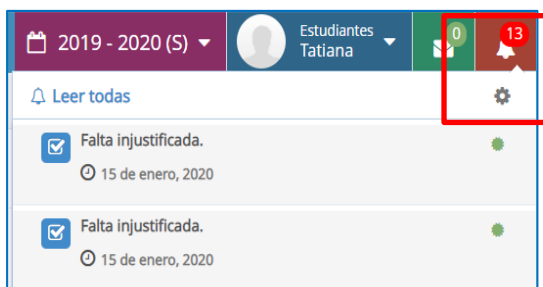 2019 - 2020 (S)
Estudiantes
Tatiana
0
13
Leer todas
Falta injustificada.
15 de enero, 2020
Falta injustificada.
15 de enero, 2020